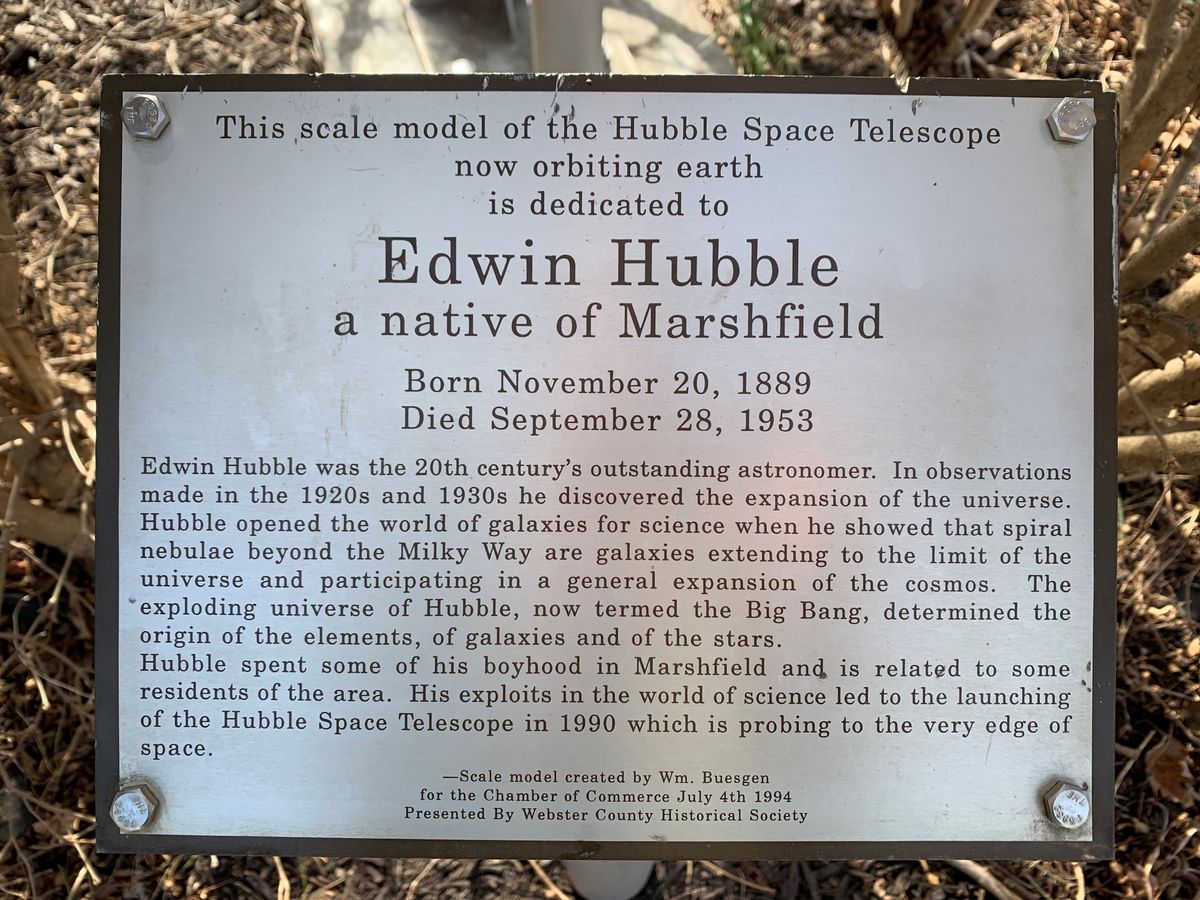 This scale model of the Hubble Space Telescope
now orbiting earth
is dedicated to
Edwin Hubble
a native of Marshfield
Born November 20, 1889
Died September 28, 1953
Edwin Hubble was the 20th century's outstanding astronomer. In observations
made in the 1920s and 1930s he discovered the expansion of the universe.
Hubble opened the world of galaxies for science when he showed that spiral
nebulae beyond the Milky Way are galaxies extending to the limit of the
universe and participating in a general expansion of the cosmos. The
exploding universe of Hubble, now termed the Big Bang, determined the
origin of the elements, of galaxies and of the stars.
Hubble spent some of his boyhood in Marshfield and is related to some
residents of the area. His exploits in the world of science led to the launching
of the Hubble Space Telescope in 1990 which is probing to the very edge of
space.
—Scale model created by Wm. Buesgen
for the Chamber of Commerce July 4th 1994
Presented By Webster County Historical Society